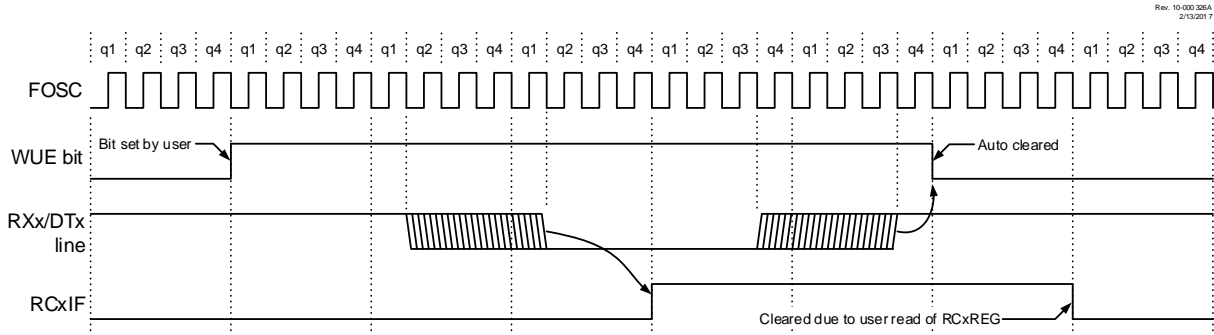 Rev. 10-000 326A
2/13/2017
q1 q2 q3 q4 q1 q2 q3 q4 q1 q2 q3 q4 q1 q2 q3 q4 q1 q2 q3 q4 q1 q2 q3 q4 q1 q2 q3 q4 q1 q2 q3 q4
FOSC
WUE bit
Bit set by user
Auto cleared
RXx/DTx
line
RCxIF
Cleared due to user read of RCxREG